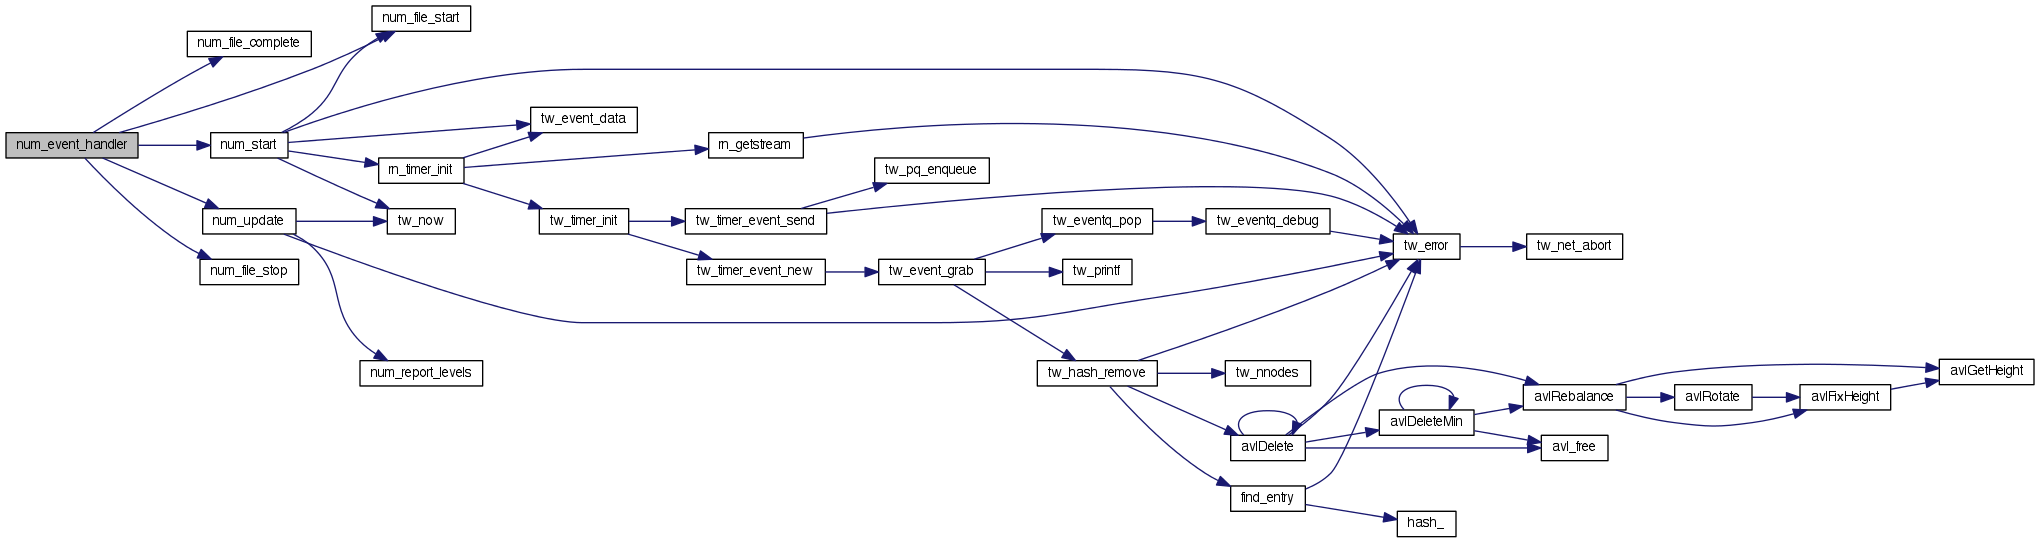 num_event_handler
num_file_complete
num_file_start
num_start
num_update
num_file_stop
tw_event_data
rn_timer_init
tw_now
num_report_levels
rn_getstream
tw_timer_init
tw_timer_event_send
tw_timer_event_new
tw_pq_enqueue
tw_event_grab
tw_eventq_pop
tw_printf
tw_hash_remove
tw_eventq_debug
tw_nnodes
avlDelete
find_entry
tw_error
avlDeleteMin
hash_
tw_net_abort
avlRebalance
avl_free
avlRotate
avlFixHeight
avlGetHeight